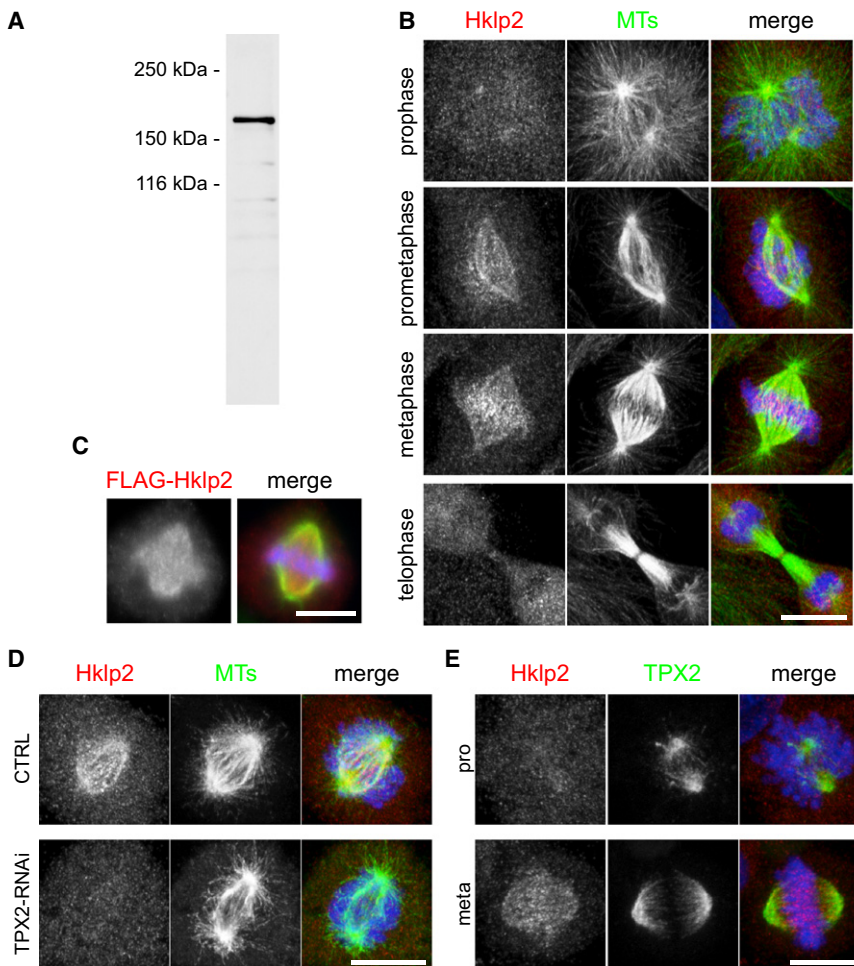 A
250 kDa -
150 kDa -
116 kDa -
B
Hklp2 MTs merge
prophase
prometaphase
metaphase
telophase
C
FLAG-Hklp2 merge
D
Hklp2 MTs merge
CTRL
TPX2-RNAi
E
Hklp2 TPX2 merge
pro
meta